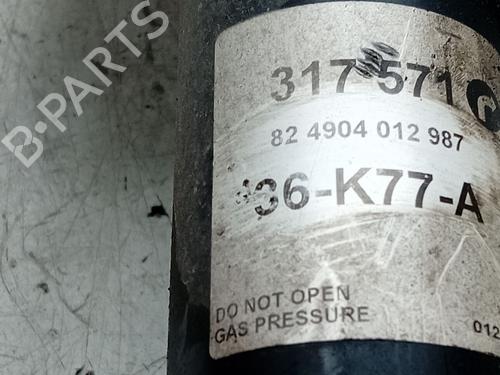 B-PARTS
317 571
82 4904 012 987
36-K77-A
DO NOT OPEN
GAS PRESSURE
012